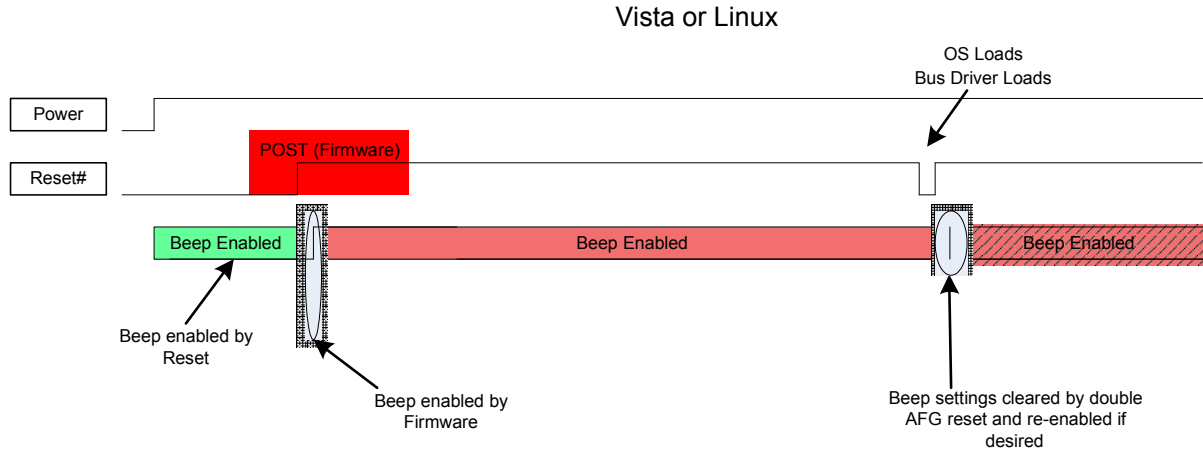 Vista or Linux
OS Loads
Bus Driver Loads
Power
POST (Firmware)
Reset#
Beep Enabled
Beep Enabled
Beep Enabled
Beep enabled by
Reset
Beep enabled by
Firmware
Beep settings cleared by double
AFG reset and re-enabled if
desired